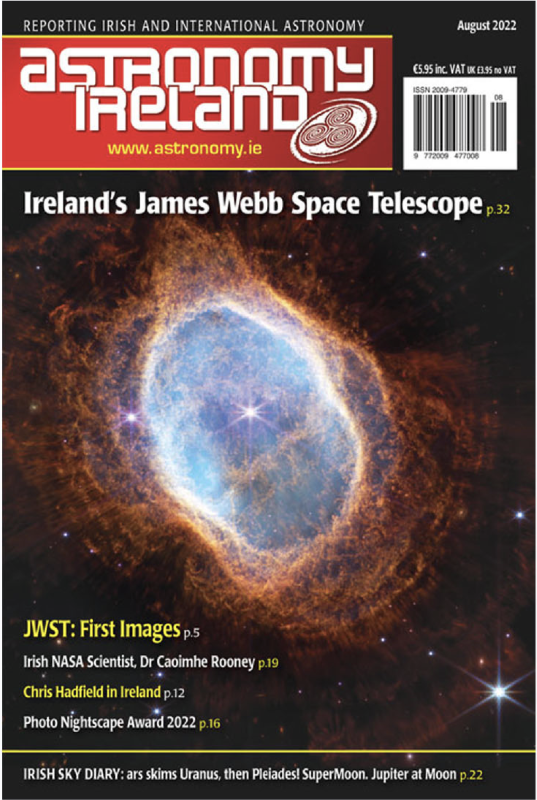 REPORTING IRISH AND INTERNATIONAL ASTRONOMY
August 2022
ASTRONOMY
IRELAND
www.astronomy.ie
€5.95 inc. VAT UK £3.95 no VAT
ISSN 2009-4779
08
9 772009 477008
Ireland's James Webb Space Telescope p.32
JWST: First Images p.5
Irish NASA Scientist, Dr Caoimhe Rooney p.19
Chris Hadfield in Ireland p.12
Photo Nightscape Award 2022 p.16
IRISH SKY DIARY: ars skims Uranus, then Pleiades! SuperMoon. Jupiter at Moon p.22